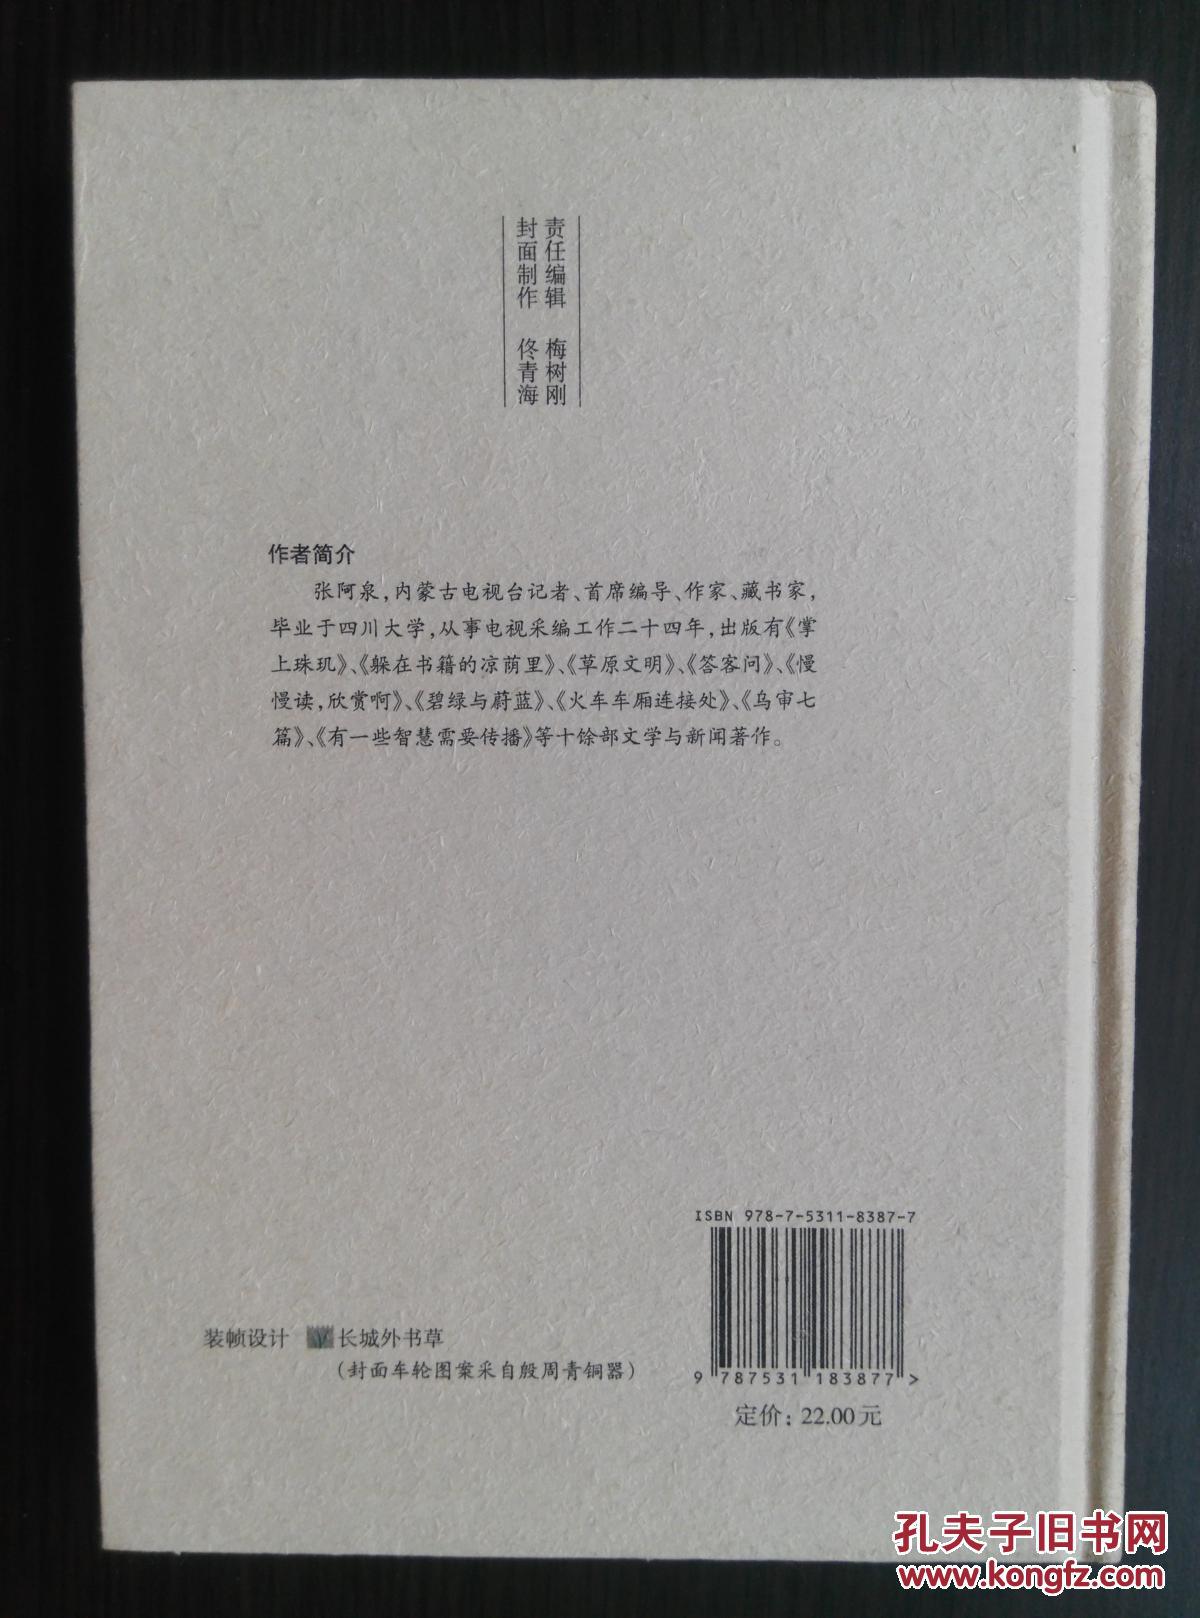 责任编辑 梅树刚
封面制作 佟青海
作者简介
张阿泉，内蒙古电视台记者、首席编导、作家、藏书家，
毕业于四川大学，从事电视采编工作二十四年，出版有《掌
上珠玑》、《躲在书籍的凉荫里》、《草原文明》、《答客问》、《慢
慢读，欣赏啊》、《碧绿与蔚蓝》、《火车车厢连接处》、《乌审七
篇》、《有一些智慧需要传播》等十馀部文学与新闻著作。
ISBN 978-7-5311-8387-7
9 787531 183877 >
定价：22.00元
装帧设计 长城外书草
（封面车轮图案采自殷周青铜器）
孔夫子旧书网
www.kongfz.com